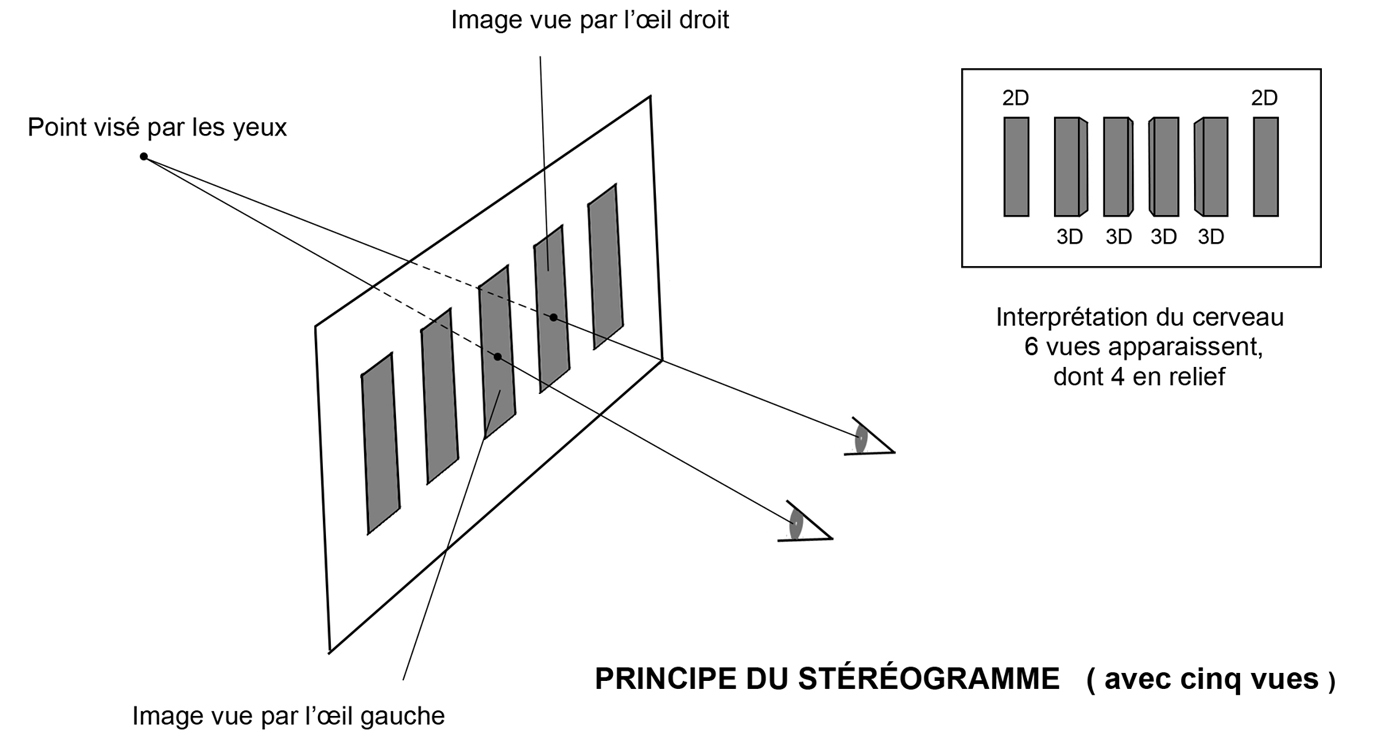 Image vue par l’œil droit
Point visé par les yeux
2D 2D
3D 3D 3D 3D
Interprétation du cerveau
6 vues apparaissent,
dont 4 en relief
PRINCIPE DU STÉRÉOGRAMME ( avec cinq vues )
Image vue par l’œil gauche